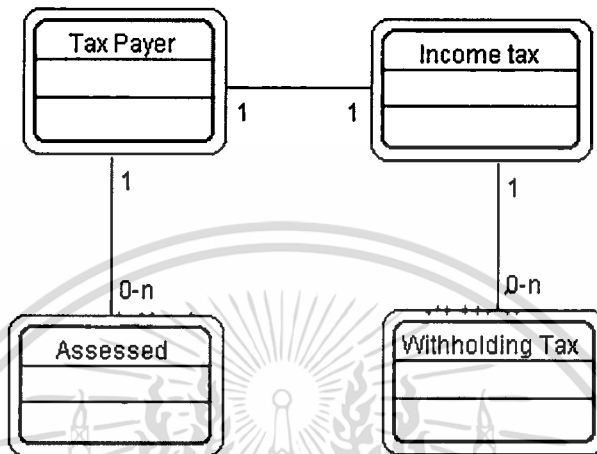 Tax Payer
Income tax
1
1
1
1
0-n
0-n
Assessed
Withholding Tax